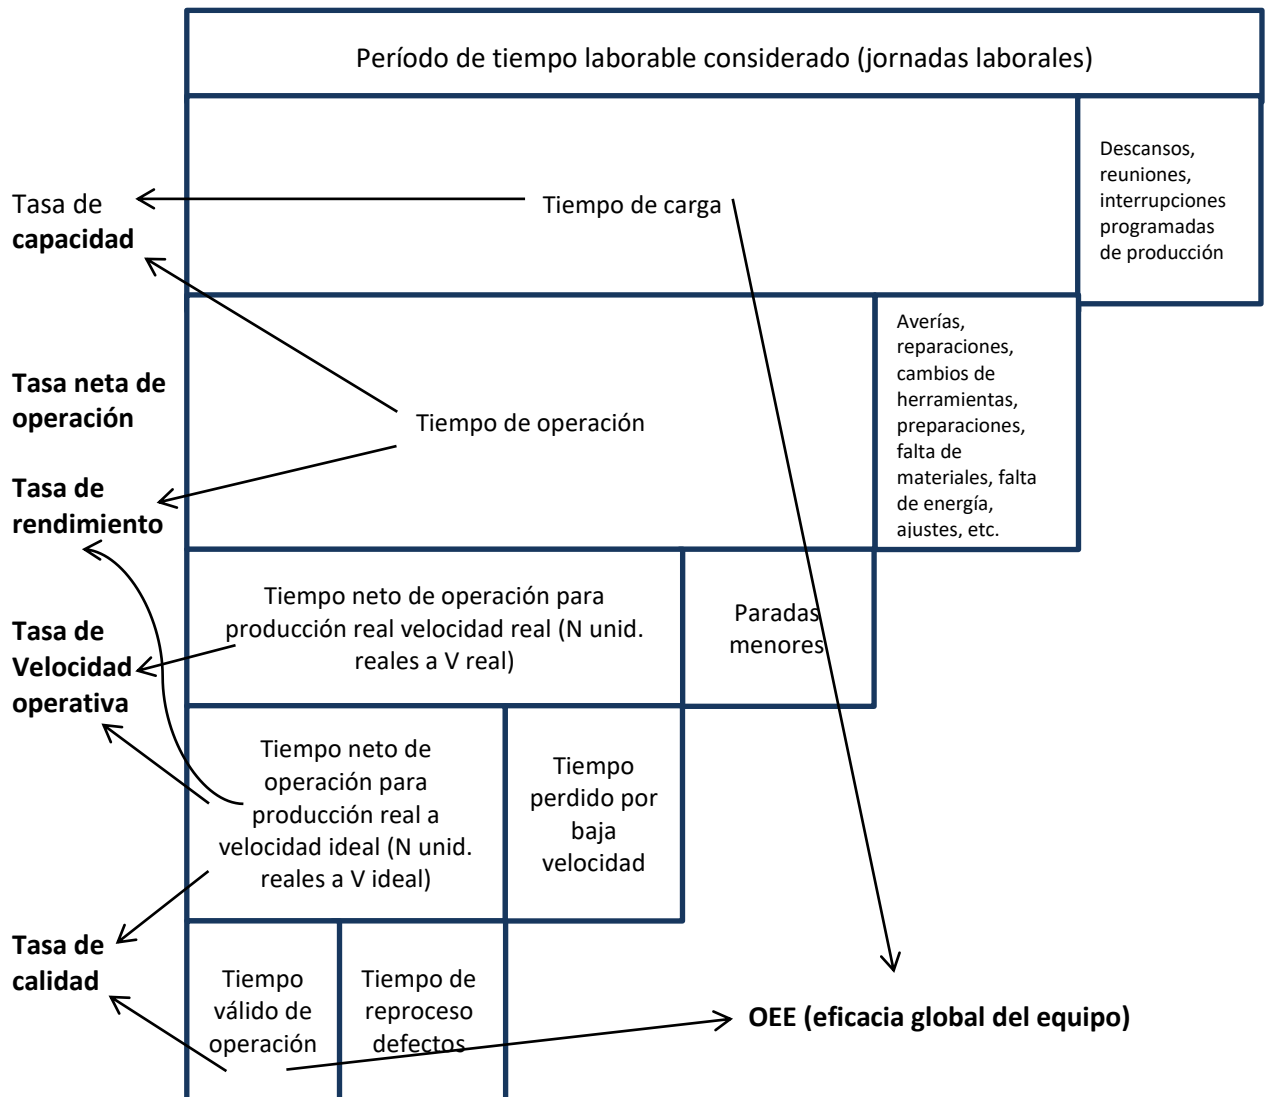 Período de tiempo laborable considerado (jornadas laborales)
Descansos,
reuniones,
interrupciones
programadas
de producción
Tasa de
capacidad
Tiempo de carga
Averías,
reparaciones,
cambios de
herramientas,
preparaciones,
falta de
materiales, falta
de energía,
ajustes, etc.
Tasa neta de
operación
Tiempo de operación
Tasa de
rendimiento
Tiempo neto de operación para
producción real velocidad real (N unid.
reales a V real)
Paradas
menores
Tasa de
Velocidad
operativa
Tiempo neto de
operación para
producción real a
velocidad ideal (N unid.
reales a V ideal)
Tiempo
perdido por
baja
velocidad
Tasa de
calidad
Tiempo
válido de
operación
Tiempo de
reproceso
defectos
OEE (eficacia global del equipo)